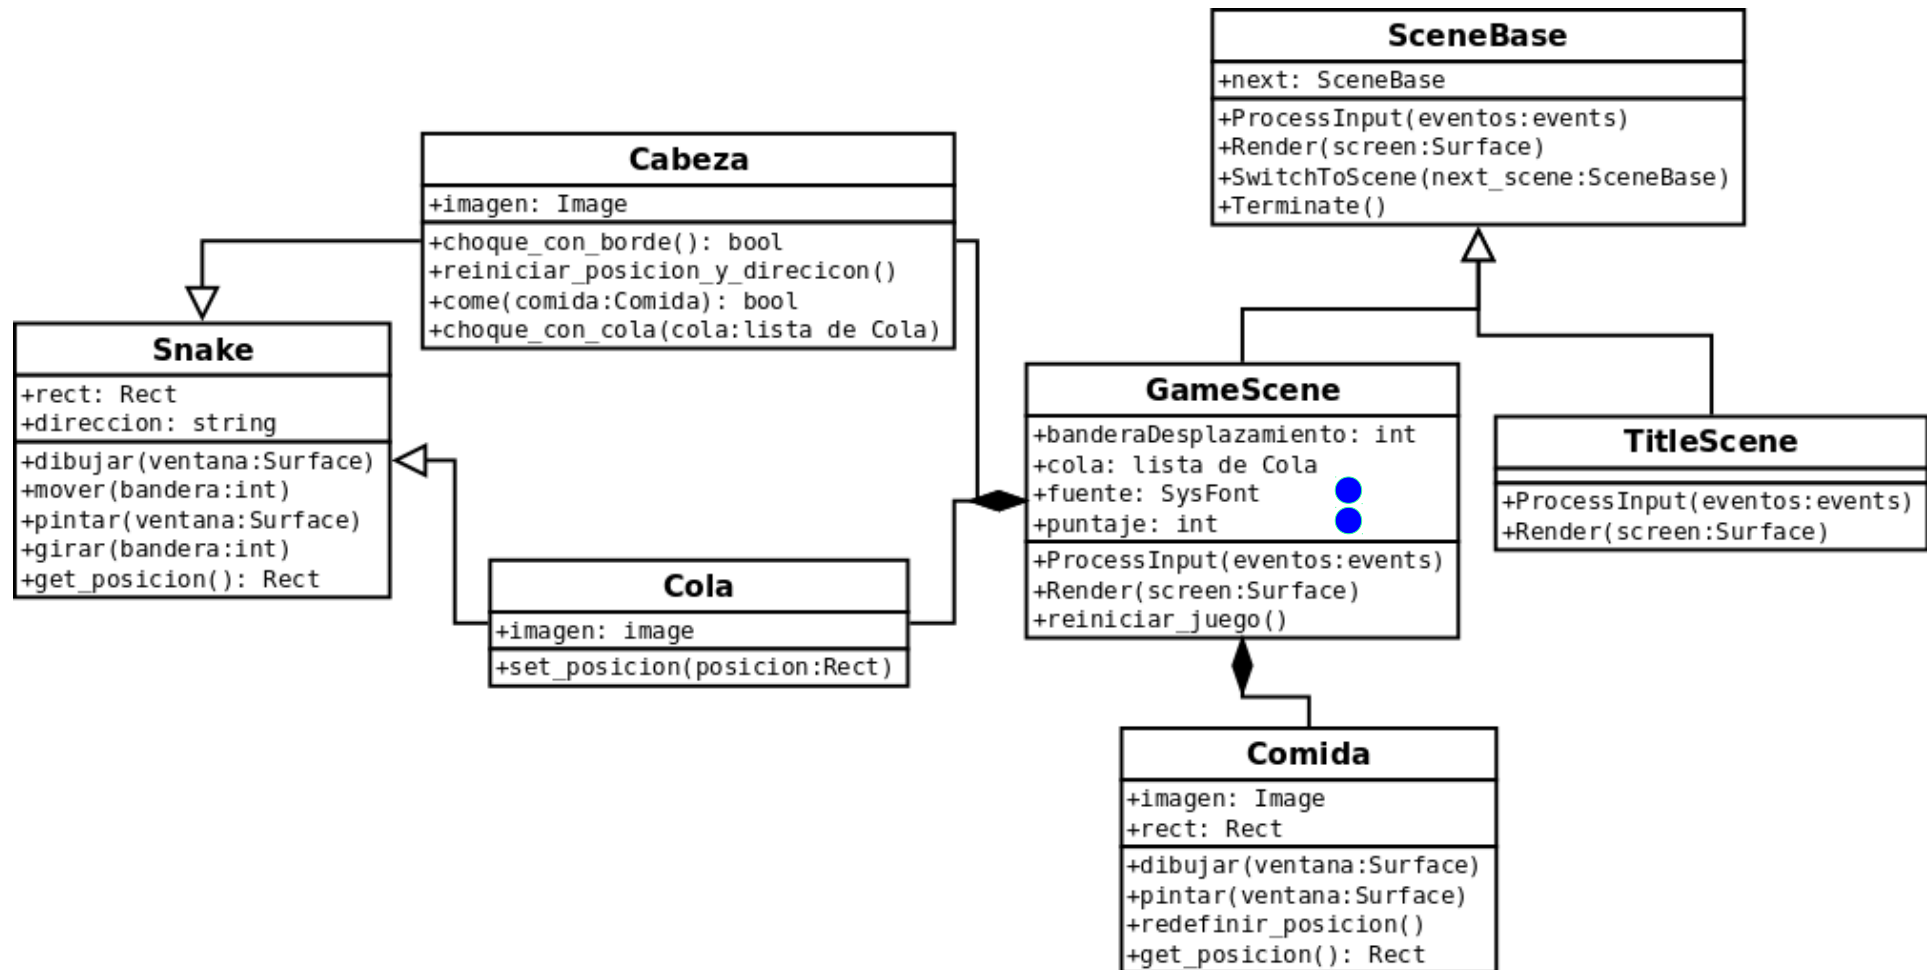 SceneBase
+next: SceneBase
+ProcessInput(eventos:events)
+Render(screen:Surface)
+SwitchToScene(next_scene:SceneBase)
+Terminate()
Cabeza
+imagen: Image
+choque_con_borde(): bool
+reiniciar_posicion_y_direcicon()
+come(comida:Comida): bool
+choque_con_cola(cola:lista de Cola)
Snake
+rect: Rect
+direccion: string
+dibujar(ventana:Surface)
+mover(bandera:int)
+pintar(ventana:Surface)
+girar(bandera:int)
+get_posicion(): Rect
GameScene
+banderaDesplazamiento: int
+cola: lista de Cola
+fuente: SysFont
+puntaje: int
+ProcessInput(eventos:events)
+Render(screen:Surface)
+reiniciar_juego()
TitleScene
+ProcessInput(eventos:events)
+Render(screen:Surface)
Cola
+imagen: image
+set_posicion(posicion:Rect)
Comida
+imagen: Image
+rect: Rect
+dibujar(ventana:Surface)
+pintar(ventana:Surface)
+redefinir_posicion()
+get_posicion(): Rect